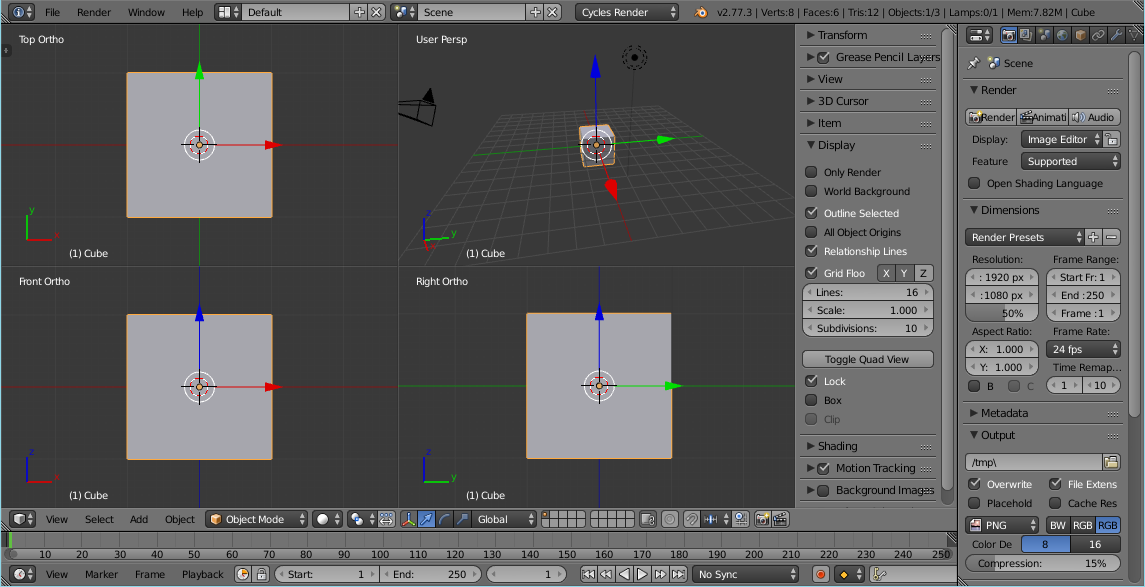 File Render Window Help Default Scene Cycles Render v2.77.3 | Verts:8 | Faces:6 | Tris:12 | Objects:1/3 | Lamps:0/1 | Mem:7.82M | Cube
Top Ortho
y
x
(1) Cube
User Persp
z
y
(1) Cube
Front Ortho
z
x
(1) Cube
Right Ortho
z
y
(1) Cube
Transform
Grease Pencil Layers
View
3D Cursor
Item
Display
Only Render
World Background
Outline Selected
All Object Origins
Relationship Lines
Grid Floo X Y Z
Lines: 16
Scale: 1.000
Subdivisions: 10
Toggle Quad View
Lock
Box
Clip
Shading
Motion Tracking
Background Images
Scene
Render
Render Animati Audio
Display: Image Editor
Feature Supported
Open Shading Language
Dimensions
Render Presets
Resolution: Frame Range:
: 1920 px Start Fr: 1
:1080 px End :250
50% Frame :1
Aspect Ratio: Frame Rate:
X: 1.000 24 fps
Y: 1.000 Time Remap...
B C 1 10
Metadata
Output
/tmp\
Overwrite File Extens
Placehold Cache Res
PNG BW RGB RGB
Color De 8 16
Compression: 15%
View Select Add Object Object Mode Global
10 20 30 40 50 60 70 80 90 100 110 120 130 140 150 160 170 180 190 200 210 220 230 240 250
View Marker Frame Playback Start: 1 End: 250 1 No Sync